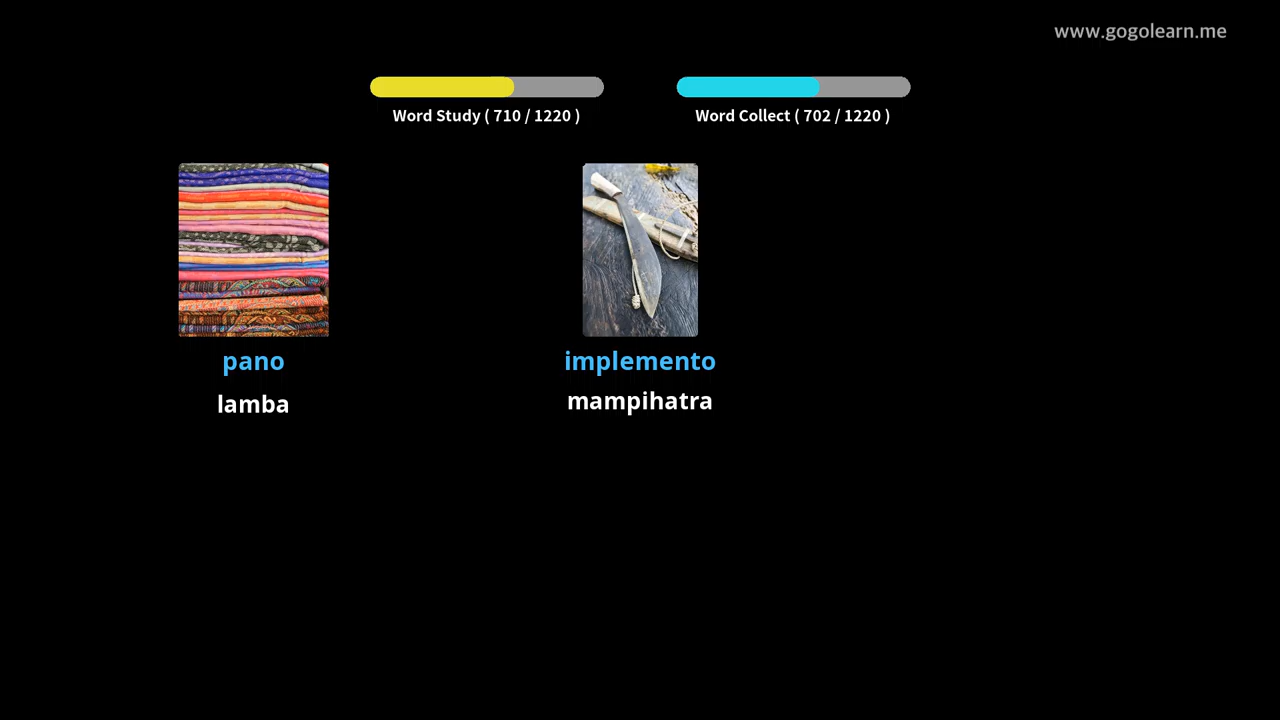 www.gogolearn.me
Word Study ( 710 / 1220 )
Word Collect ( 702 / 1220 )
pano
lamba
implemento
mampihatra